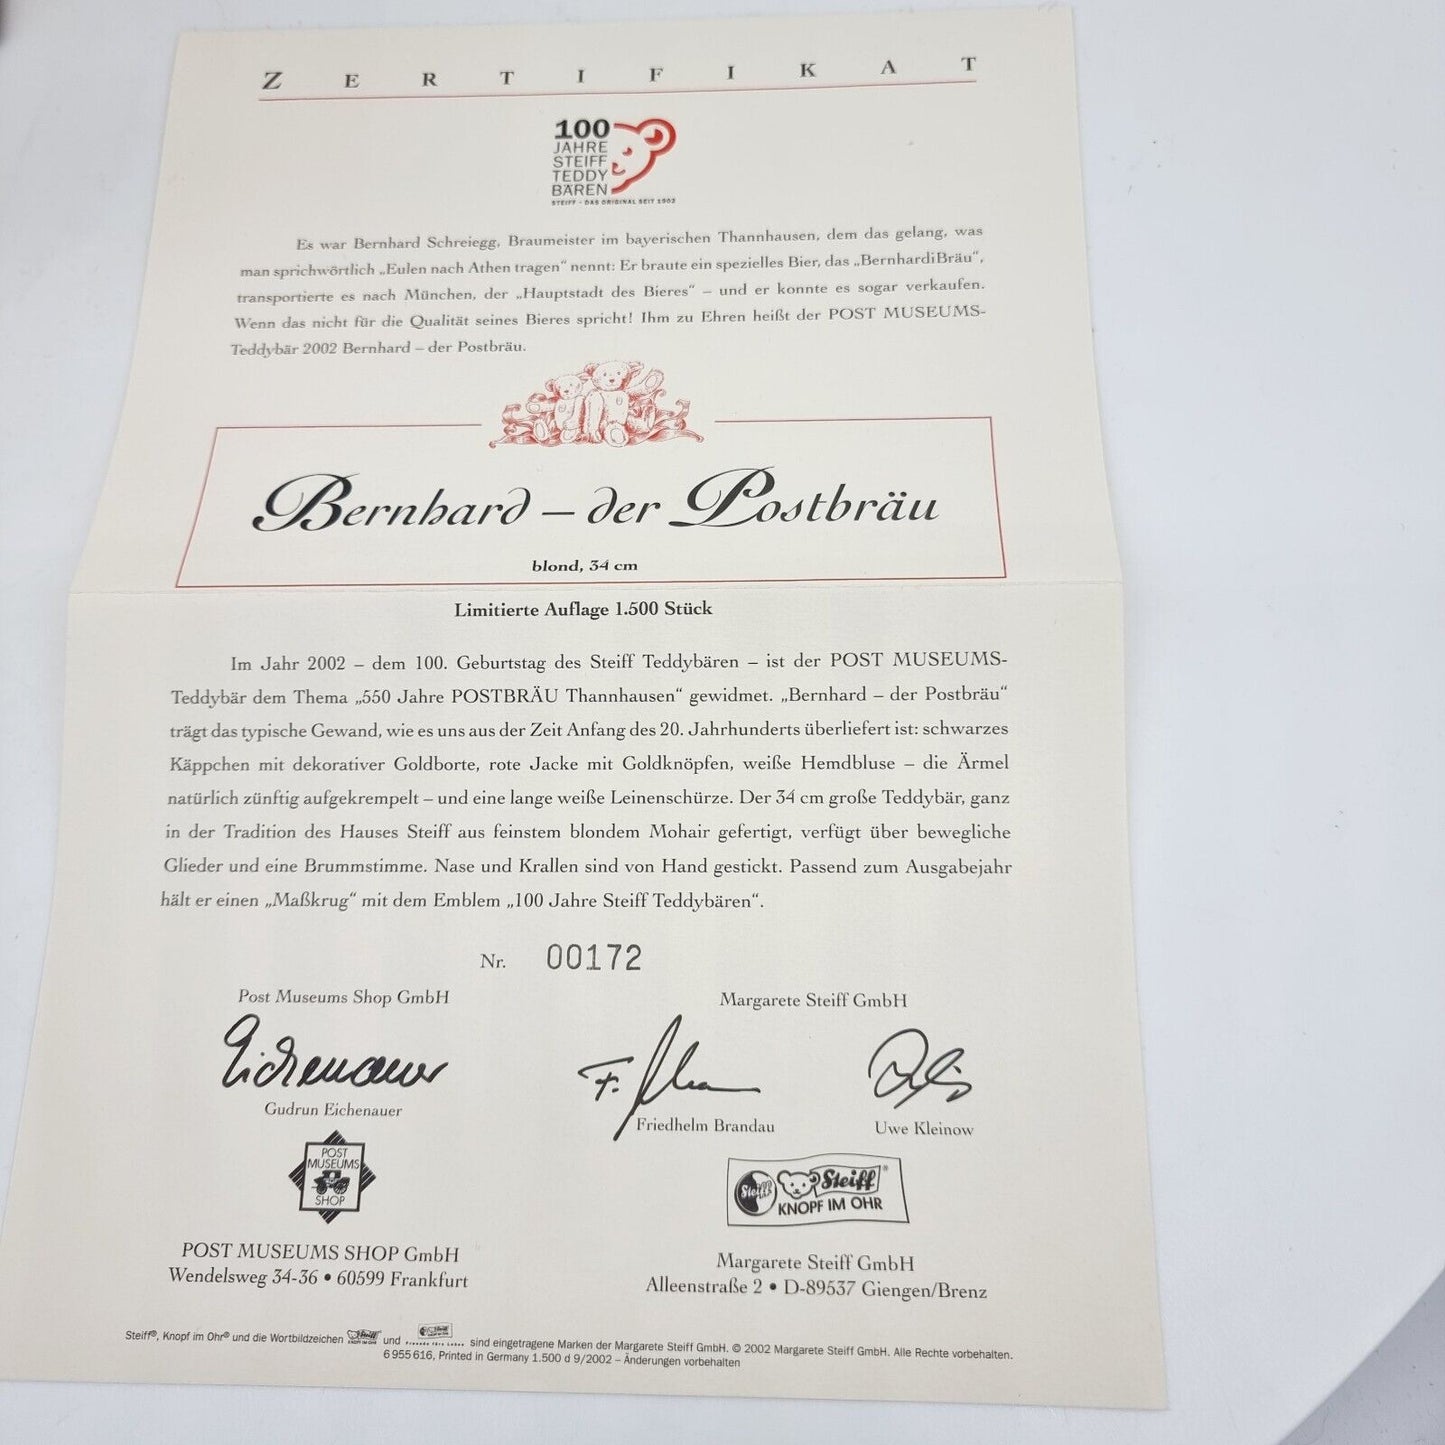 ZERTIFIKAT
100
JAHRE
STEIFF
TEDDY
BÄREN
STEIFF - DAS ORIGINAL SEIT 1902
Es war Bernhard Schreiegg, Braumeister im bayerischen Thannhausen, dem das gelang, was
man sprichwörtlich „Eulen nach Athen tragen“ nennt: Er braute ein spezielles Bier, das „BernhardiBräu“,
transportierte es nach München, der „Hauptstadt des Bieres“ – und er konnte es sogar verkaufen.
Wenn das nicht für die Qualität seines Bieres spricht! Ihm zu Ehren heißt der POST MUSEUMS-
Teddybär 2002 Bernhard – der Postbräu.
Bernhard – der Postbräu
blond, 34 cm
Limitierte Auflage 1.500 Stück
Im Jahr 2002 – dem 100. Geburtstag des Steiff Teddybären – ist der POST MUSEUMS-
Teddybär dem Thema „550 Jahre POSTBRÄU Thannhausen“ gewidmet. „Bernhard – der Postbräu“
trägt das typische Gewand, wie es uns aus der Zeit Anfang des 20. Jahrhunderts überliefert ist: schwarzes
Käppchen mit dekorativer Goldborte, rote Jacke mit Goldknöpfen, weiße Hemdbluse – die Ärmel
natürlich zünftig aufgekrempelt – und eine lange weiße Leinenschürze. Der 34 cm große Teddybär, ganz
in der Tradition des Hauses Steiff aus feinstem blondem Mohair gefertigt, verfügt über bewegliche
Glieder und eine Brummstimme. Nase und Krallen sind von Hand gestickt. Passend zum Ausgabejahr
hält er einen „Maßkrug“ mit dem Emblem „100 Jahre Steiff Teddybären“.
Nr. 00172
Post Museums Shop GmbH
Margarete Steiff GmbH
Eichenauer
Gudrun Eichenauer
Friedhelm Brandau
Uwe Kleinow
POST
MUSEUMS
SHOP
Steiff Steiff®
KNOPF IM OHR
POST MUSEUMS SHOP GmbH
Wendelsweg 34-36 • 60599 Frankfurt
Margarete Steiff GmbH
Alleenstraße 2 • D-89537 Giengen/Brenz
Steiff®, Knopf im Ohr® und die Wortbildzeichen und sind eingetragene Marken der Margarete Steiff GmbH. © 2002 Margarete Steiff GmbH. Alle Rechte vorbehalten.
6 955 616, Printed in Germany 1.500 d 9/2002 – Änderungen vorbehalten